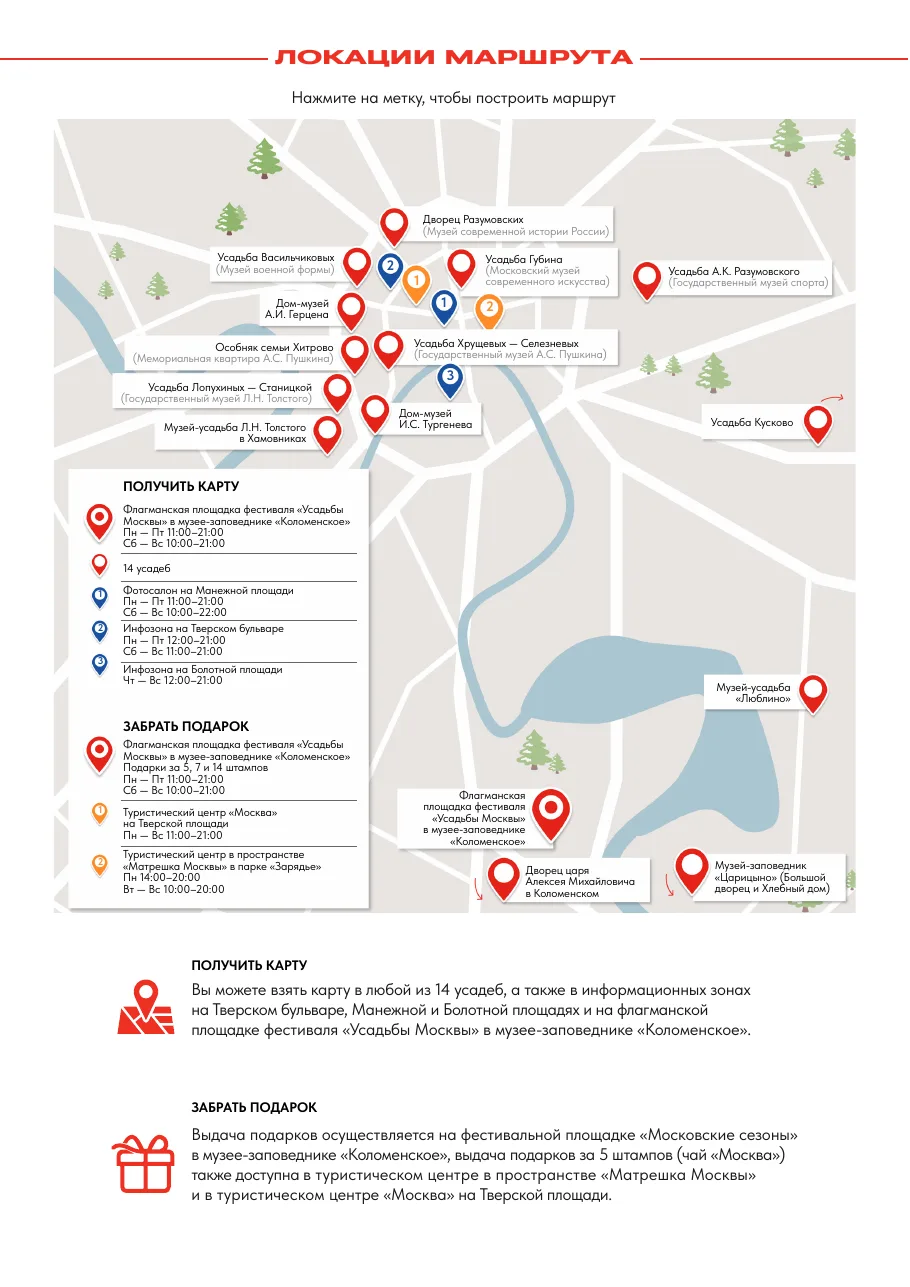 ЛОКАЦИИ МАРШРУТА
Нажмите на метку, чтобы построить маршрут
Дворец Разумовских
(Музей современной истории России)
Усадьба Васильчиковых
(Музей военной формы)
2
1
Усадьба Губина
(Московский музей
современного искусства)
Усадьба А.К. Разумовского
(Государственный музей спорта)
Дом-музей
А.И. Герцена
1
2
Особняк семьи Хитрово
(Мемориальная квартира А.С. Пушкина)
Усадьба Хрущевых — Селезневых
(Государственный музей А.С. Пушкина)
Усадьба Лопухиных — Станицкой
(Государственный музей Л.Н. Толстого)
3
Дом-музей
И.С. Тургенева
Музей-усадьба Л.Н. Толстого
в Хамовниках
Усадьба Кусково
ПОЛУЧИТЬ КАРТУ
Флагманская площадка фестиваля «Усадьбы
Москвы» в музее-заповеднике «Коломенское»
Пн — Пт 11:00–21:00
Сб — Вс 10:00–21:00
14 усадеб
1
Фотосалон на Манежной площади
Пн — Пт 11:00–21:00
Сб — Вс 10:00–22:00
2
Инфозона на Тверском бульваре
Пн — Пт 12:00–21:00
Сб — Вс 11:00–21:00
3
Инфозона на Болотной площади
Чт — Вс 12:00–21:00
ЗАБРАТЬ ПОДАРОК
Флагманская площадка фестиваля «Усадьбы
Москвы» в музее-заповеднике «Коломенское»
Подарки за 5, 7 и 14 штампов
Пн — Пт 11:00–21:00
Сб — Вс 10:00–21:00
1
Туристический центр «Москва»
на Тверской площади
Пн — Вс 11:00–21:00
2
Туристический центр в пространстве
«Матрешка Москвы» в парке «Зарядье»
Пн 14:00–20:00
Вт — Вс 10:00–20:00
Музей-усадьба
«Люблино»
Флагманская
площадка фестиваля
«Усадьбы Москвы»
в музее-заповеднике
«Коломенское»
Дворец царя
Алексея Михайловича
в Коломенском
Музей-заповедник
«Царицыно» (Большой
дворец и Хлебный дом)
ПОЛУЧИТЬ КАРТУ
Вы можете взять карту в любой из 14 усадеб, а также в информационных зонах
на Тверском бульваре, Манежной и Болотной площадях и на флагманской
площадке фестиваля «Усадьбы Москвы» в музее-заповеднике «Коломенское».
ЗАБРАТЬ ПОДАРОК
Выдача подарков осуществляется на фестивальной площадке «Московские сезоны»
в музее-заповеднике «Коломенское», выдача подарков за 5 штампов (чай «Москва»)
также доступна в туристическом центре в пространстве «Матрешка Москвы»
и в туристическом центре «Москва» на Тверской площади.